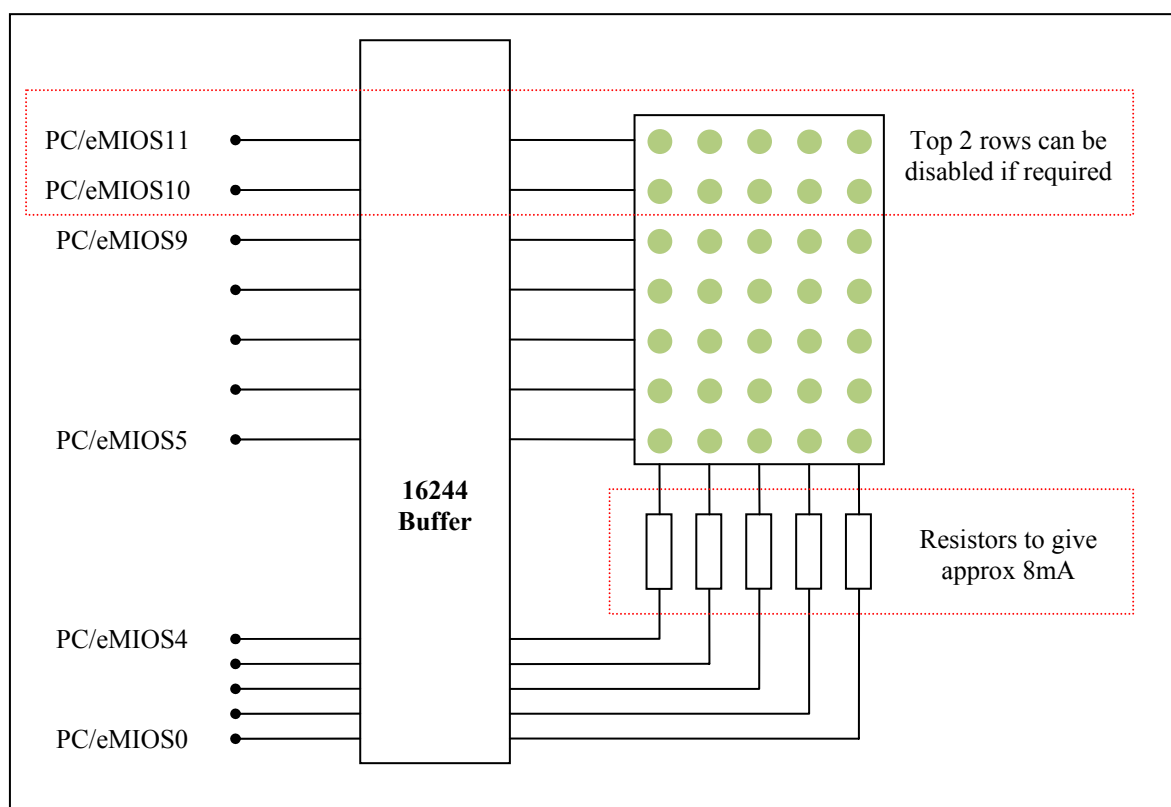 PC/eMIOS11
Top 2 rows can be
disabled if required
PC/eMIOS10
PC/eMIOS9
PC/eMIOS5
16244
Buffer
Resistors to give
approx 8mA
PC/eMIOS4
PC/eMIOS0